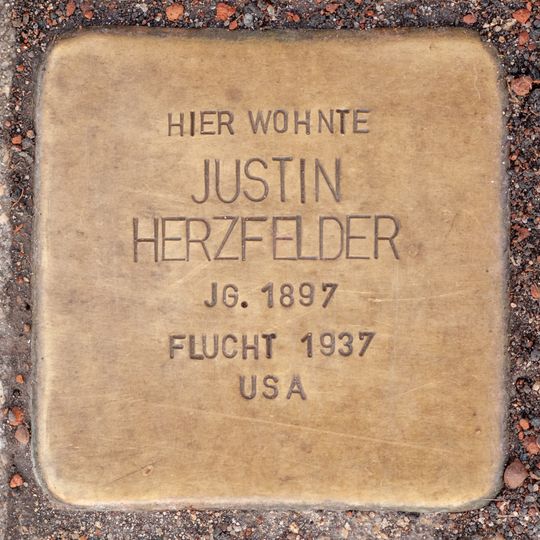 HIER WOHNTE
JUSTIN
HERZFELDER
JG. 1897
FLUCHT 1937
USA